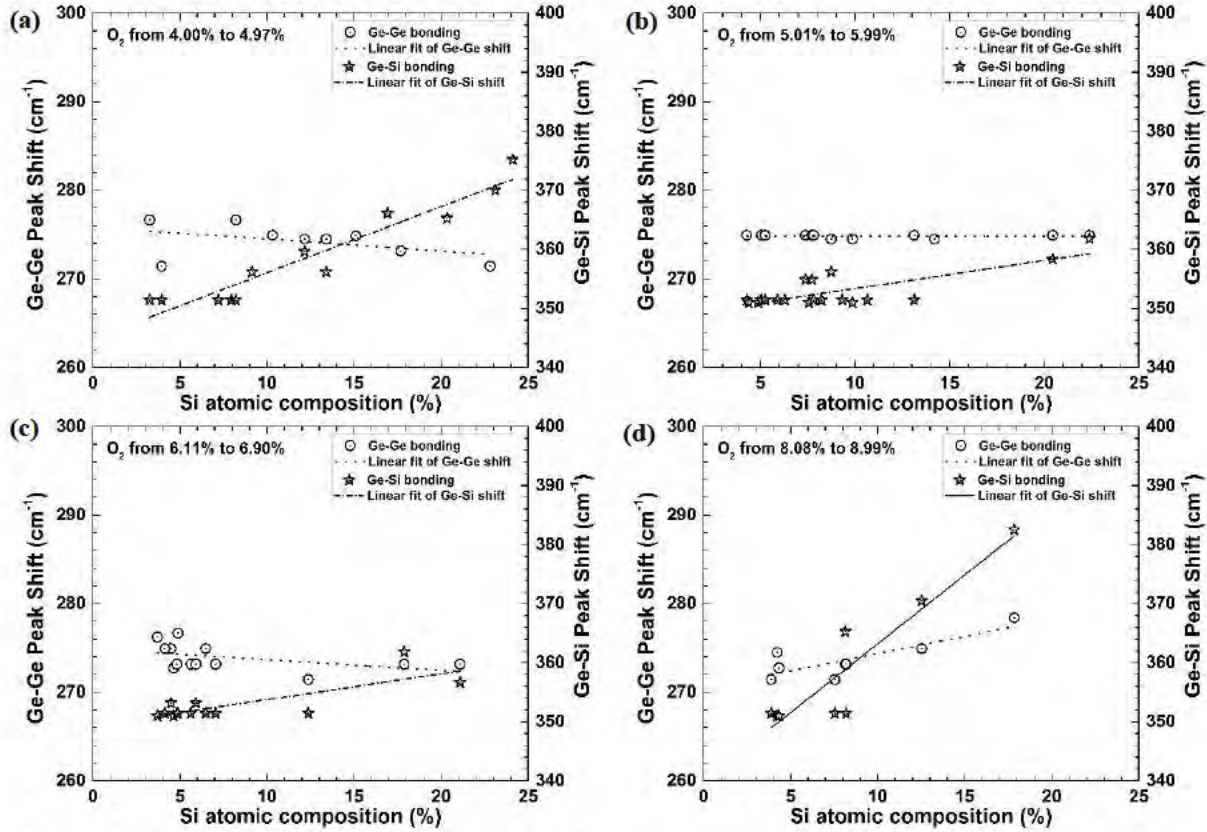 (a)
O2 from 4.00% to 4.97%
Ge-Ge bonding
Linear fit of Ge-Ge shift
Ge-Si bonding
Linear fit of Ge-Si shift
Ge-Ge Peak Shift (cm-1)
300
290
280
270
260
Ge-Si Peak Shift (cm-1)
400
390
380
370
360
350
340
0 5 10 15 20 25
Si atomic composition (%)
(b)
O2 from 5.01% to 5.99%
Ge-Ge bonding
Linear fit of Ge-Ge shift
Ge-Si bonding
Linear fit of Ge-Si shift
Ge-Ge Peak Shift (cm-1)
300
290
280
270
260
Ge-Si Peak Shift (cm-1)
400
390
380
370
360
350
340
5 10 15 20 25
Si atomic composition (%)
(c)
O2 from 6.11% to 6.90%
Ge-Ge bonding
Linear fit of Ge-Ge shift
Ge-Si bonding
Linear fit of Ge-Si shift
Ge-Ge Peak Shift (cm-1)
300
290
280
270
260
Ge-Si Peak Shift (cm-1)
400
390
380
370
360
350
340
0 5 10 15 20 25
Si atomic composition (%)
(d)
O2 from 8.08% to 8.99%
Ge-Ge bonding
Linear fit of Ge-Ge shift
Ge-Si bonding
Linear fit of Ge-Si shift
Ge-Ge Peak Shift (cm-1)
300
290
280
270
260
Ge-Si Peak Shift (cm-1)
400
390
380
370
360
350
340
0 5 10 15 20 25
Si atomic composition (%)